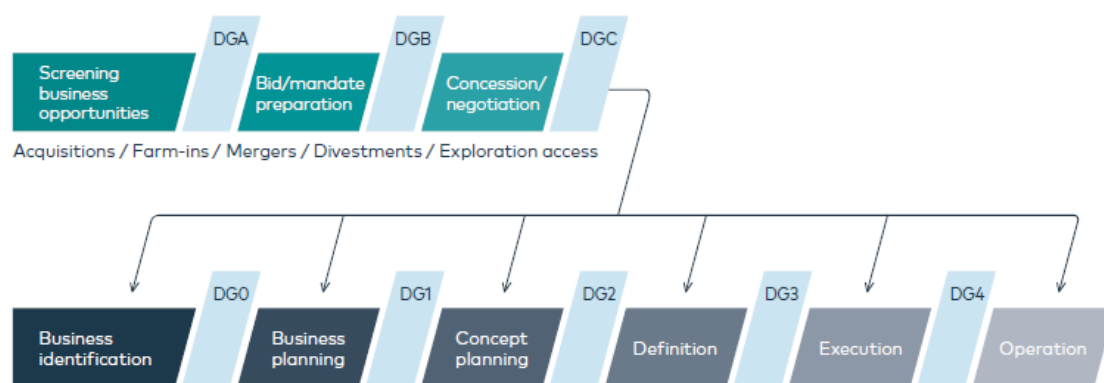 DGA
DGB
DGC
Screening
business
opportunities
Bid/mandate
preparation
Concession/
negotiation
Acquisitions / Farm-ins / Mergers / Divestments / Exploration access
DG0
DG1
DG2
DG3
DG4
Business
identification
Business
planning
Concept
planning
Definition
Execution
Operation